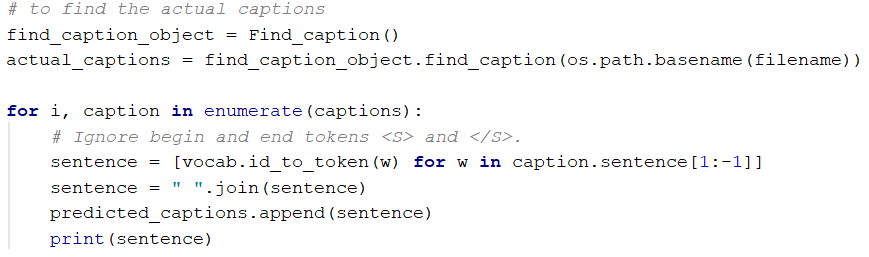 # to find the actual captions
find_caption_object = Find_caption()
actual_captions = find_caption_object.find_caption(os.path.basename(filename))
for i, caption in enumerate(captions):
# Ignore begin and end tokens <S> and </S>.
sentence = [vocab.id_to_token(w) for w in caption.sentence[1:-1]]
sentence = " ".join(sentence)
predicted_captions.append(sentence)
print(sentence)